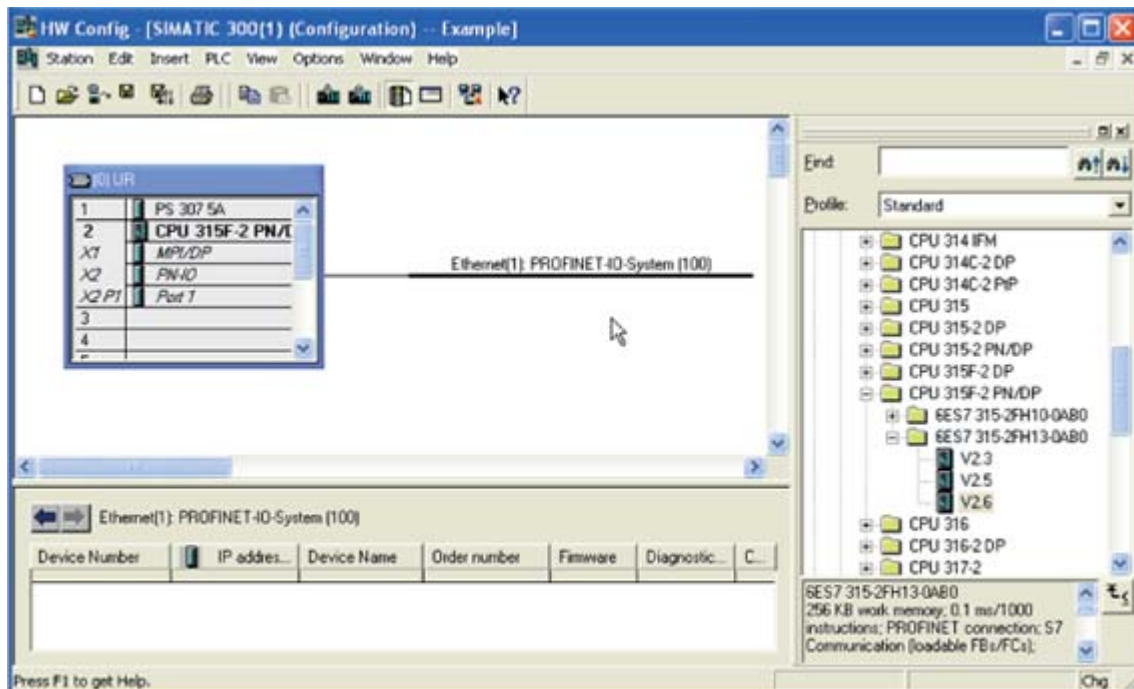 HW Config - [SIMATIC 300(1) (Configuration) -- Example]
Station Edit Insert PLC View Options Window Help
(0) UR
1 PS 307 5A
2 CPU 315F-2 PN/D
X1 MPI/DP
X2 PN-IO
X2 P1 Port 1
3
4
Ethernet(1): PROFINET-IO-System (100)
Find:
Profile: Standard
CPU 314 IFM
CPU 314C-2 DP
CPU 314C-2 PtP
CPU 315
CPU 315-2 DP
CPU 315-2 PN/DP
CPU 315F-2 DP
CPU 315F-2 PN/DP
6ES7 315-2FH10-0AB0
6ES7 315-2FH13-0AB0
V2.3
V2.5
V2.6
CPU 316
CPU 316-2 DP
CPU 317-2
6ES7 315-2FH13-0AB0
256 KB work memory; 0.1 ms/1000
instructions; PROFINET connection; S7
Communication (loadable FBs/FCs);
Ethernet(1): PROFINET-IO-System (100)
Device Number IP addres... Device Name Order number Firmware Diagnostic... C...
Press F1 to get Help.
Chg